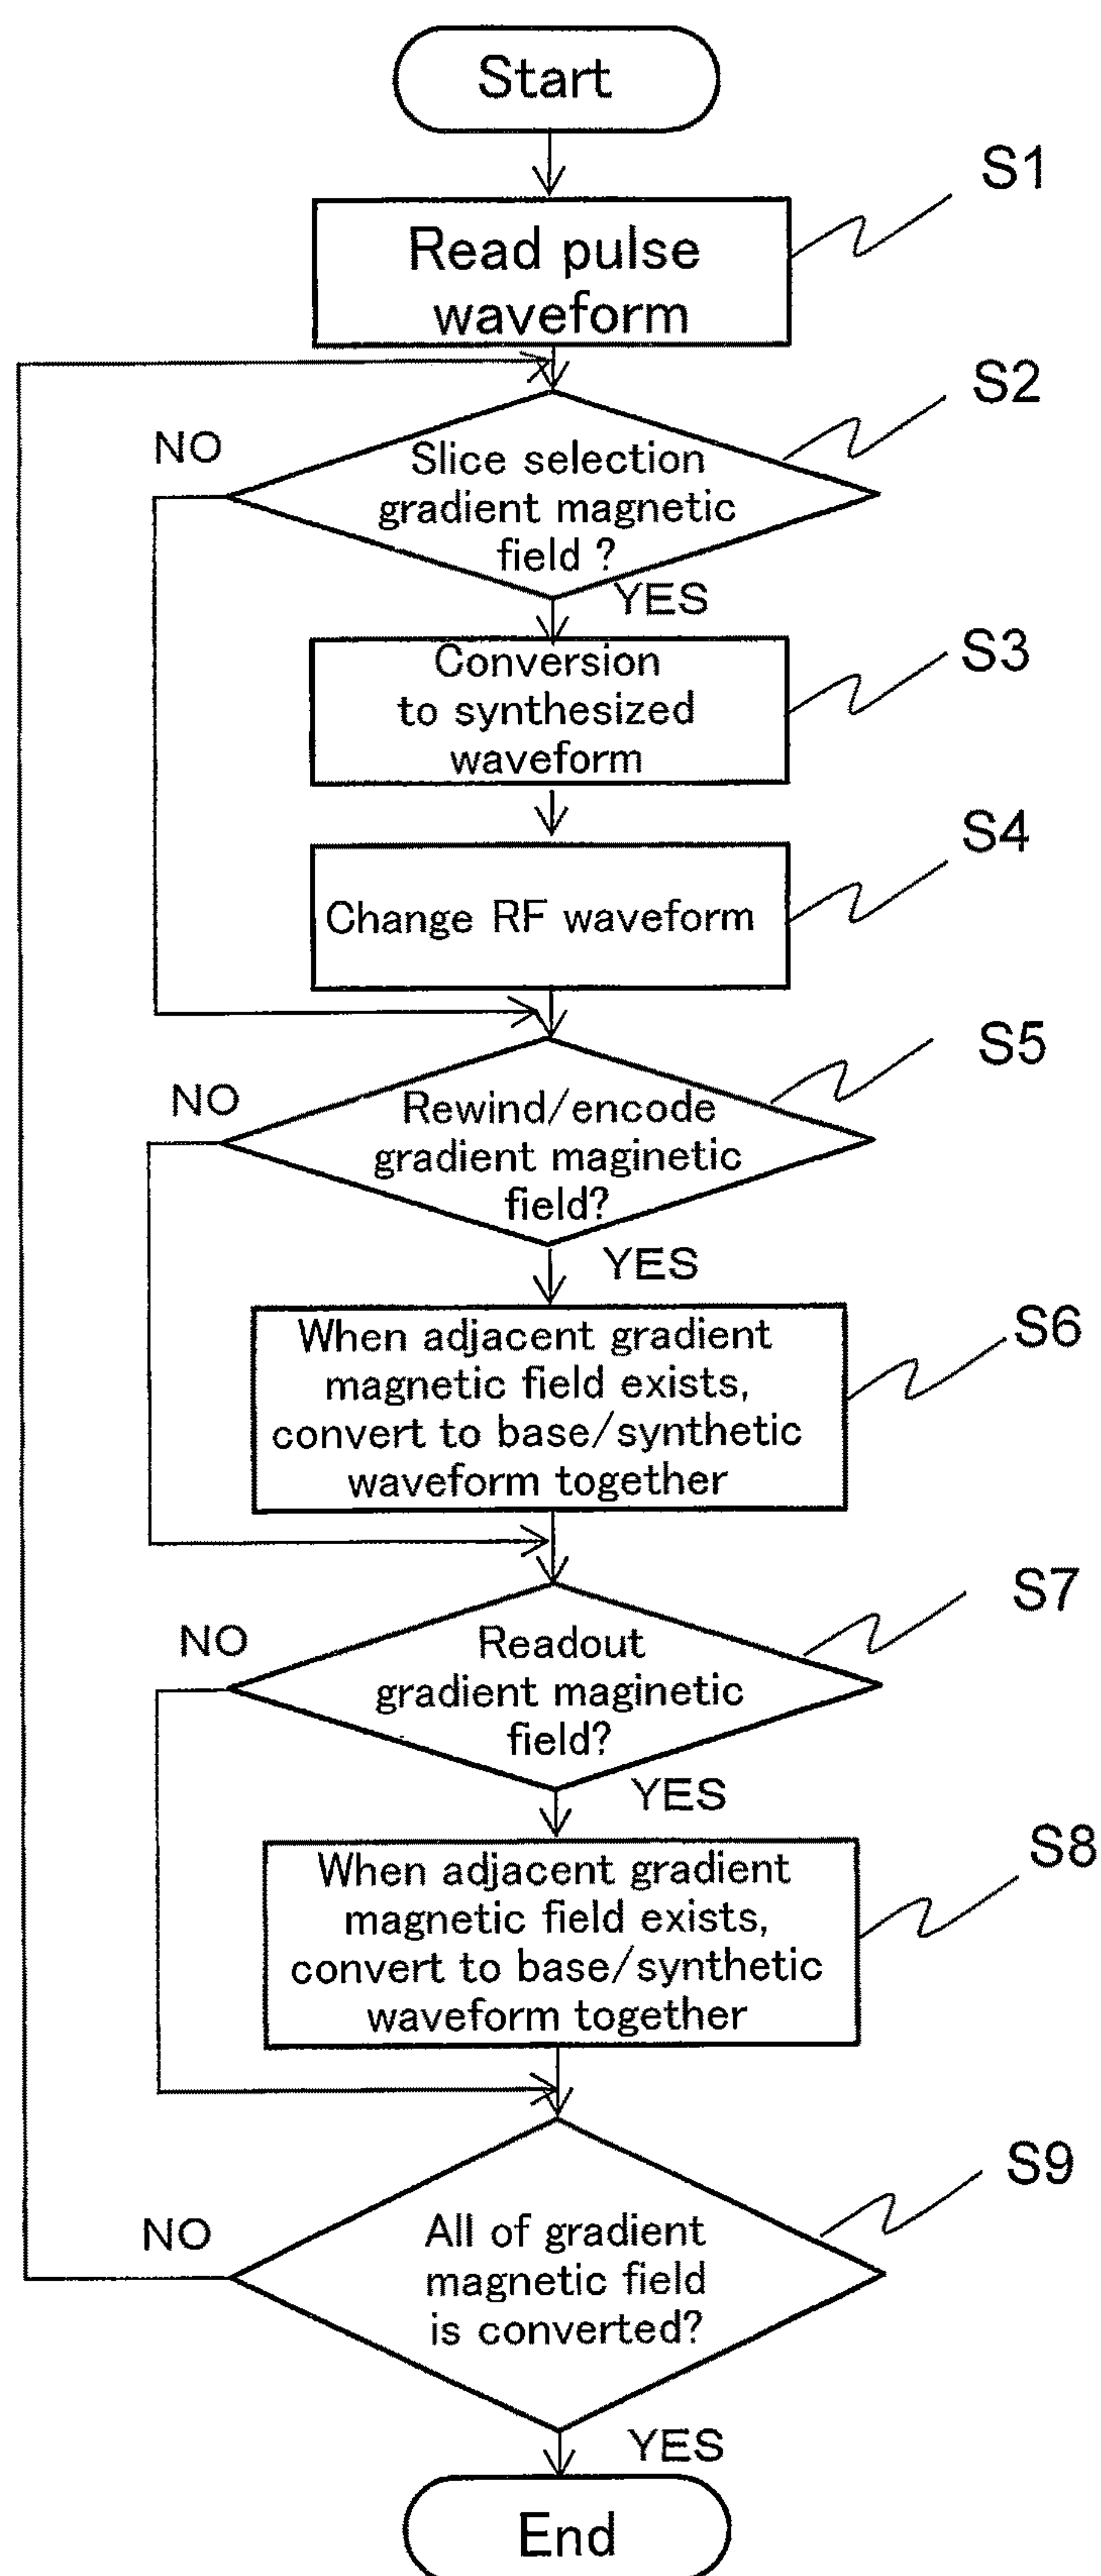 Start
S1
Read pulse
waveform
S2
NO
Slice selection
gradient magnetic
field ?
YES
S3
Conversion
to synthesized
waveform
S4
Change RF waveform
S5
NO
Rewind/encode
gradient maginetic
field?
YES
S6
When adjacent gradient
magnetic field exists,
convert to base/synthetic
waveform together
S7
NO
Readout
gradient maginetic
field?
YES
S8
When adjacent gradient
magnetic field exists,
convert to base/synthetic
waveform together
S9
NO
All of gradient
magnetic field
is converted?
YES
End